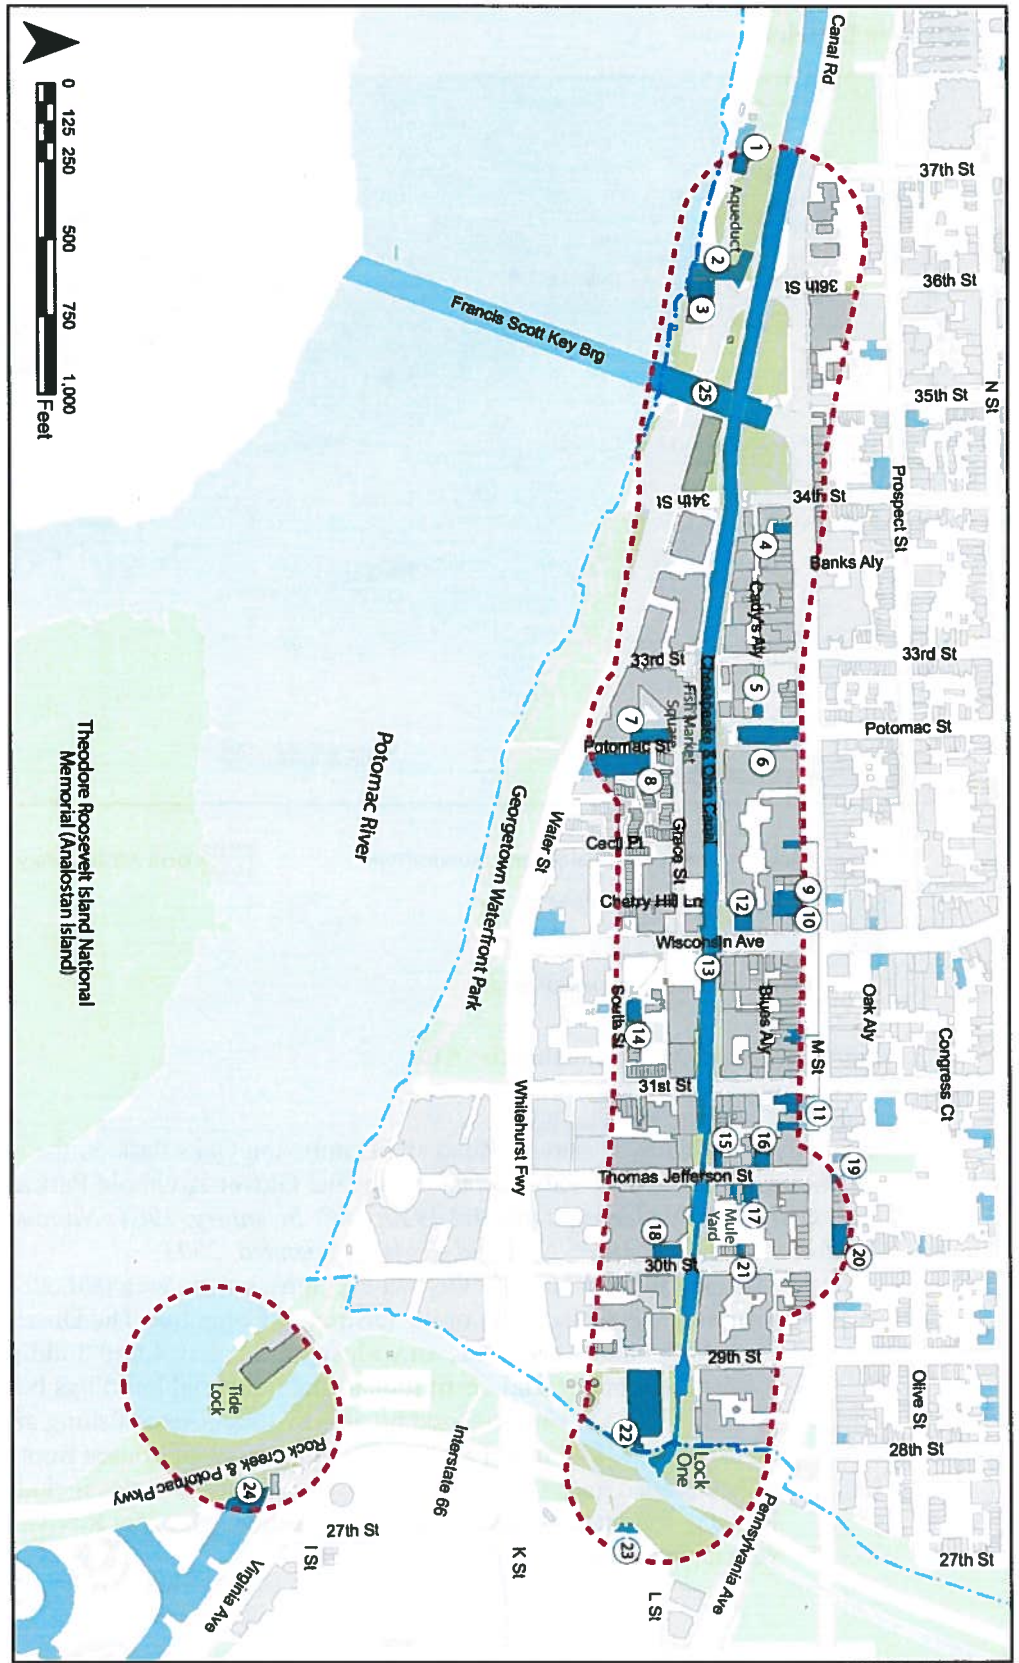 Canal Rd
37th St
36th St
35th St
N St
36th St
Aqueduct
1
2
3
25
Francis Scott Key Brg
0 125 250 500 750 1,000
Feet
34th St
34th St
Prospect St
4
Banks Aly
Cady's Aly
33rd St
33rd St
5
Potomac St
Chesapeake & Ohio Canal
Fish Market
Square
7
Potomac St
6
8
Grace St
Cecil Pl
Cherry Hill Ln
12
9
10
Wisconsin Ave
13
Water St
Georgetown Waterfront Park
Potomac River
Theodore Roosevelt Island National
Memorial (Analostan Island)
South St
14
Blues Aly
Oak Aly
M St
Congress Ct
31st St
11
15
16
19
Whitehurst Fwy
Thomas Jefferson St
17
Mule
Yard
18
30th St
21
20
29th St
Olive St
28th St
22
Lock
One
Tide
Lock
Rock Creek & Potomac Pkwy
24
Interstate 66
27th St
I St
Virginia Ave
K St
23
L St
Pennsylvania Ave
27th St